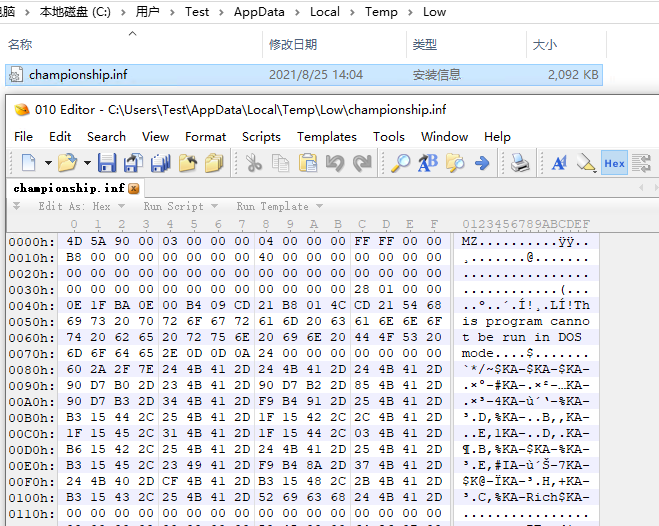 电脑 › 本地磁盘 (C:) › 用户 › Test › AppData › Local › Temp › Low
名称 修改日期 类型 大小
championship.inf 2021/8/25 14:04 安装信息 2,092 KB
010 Editor - C:\Users\Test\AppData\Local\Temp\Low\championship.inf
File Edit Search View Format Scripts Templates Tools Window Help
Hex
championship.inf
Edit As: Hex Run Script Run Template
0 1 2 3 4 5 6 7 8 9 A B C D E F 0123456789ABCDEF
0000h: 4D 5A 90 00 03 00 00 00 04 00 00 00 FF FF 00 00 MZ..........ÿÿ..
0010h: B8 00 00 00 00 00 00 00 40 00 00 00 00 00 00 00 ¸.......@.......
0020h: 00 00 00 00 00 00 00 00 00 00 00 00 00 00 00 00 ................
0030h: 00 00 00 00 00 00 00 00 00 00 00 00 28 01 00 00 ............(...
0040h: 0E 1F BA 0E 00 B4 09 CD 21 B8 01 4C CD 21 54 68 ..º..´.Í!¸.LÍ!Th
0050h: 69 73 20 70 72 6F 67 72 61 6D 20 63 61 6E 6E 6F is program canno
0060h: 74 20 62 65 20 72 75 6E 20 69 6E 20 44 4F 53 20 t be run in DOS
0070h: 6D 6F 64 65 2E 0D 0D 0A 24 00 00 00 00 00 00 00 mode....$.......
0080h: 60 2A 2F 7E 24 4B 41 2D 24 4B 41 2D 24 4B 41 2D `*/~$KA-$KA-$KA-
0090h: 90 D7 B0 2D 23 4B 41 2D 90 D7 B2 2D 85 4B 41 2D .×°-#KA-.×²-…KA-
00A0h: 90 D7 B3 2D 34 4B 41 2D F9 B4 91 2D 25 4B 41 2D .×³-4KA-ù´‘-%KA-
00B0h: B3 15 44 2C 25 4B 41 2D 1F 15 42 2C 2C 4B 41 2D ³.D,%KA-..B,,KA-
00C0h: 1F 15 45 2C 31 4B 41 2D 1F 15 44 2C 03 4B 41 2D ..E,1KA-..D,.KA-
00D0h: B6 15 42 2C 25 4B 41 2D 24 4B 41 2D 25 4B 41 2D ¶.B,%KA-$KA-%KA-
00E0h: B3 15 45 2C 23 49 41 2D F9 B4 8A 2D 37 4B 41 2D ³.E,#IA-ù´Š-7KA-
00F0h: 24 4B 40 2D CF 4B 41 2D B3 15 48 2C 2B 4B 41 2D $K@-ÏKA-³.H,+KA-
0100h: B3 15 43 2C 25 4B 41 2D 52 69 63 68 24 4B 41 2D ³.C,%KA-Rich$KA-
0110h: 00 00 00 00 00 00 00 00 00 00 00 00 00 00 00 00 ................